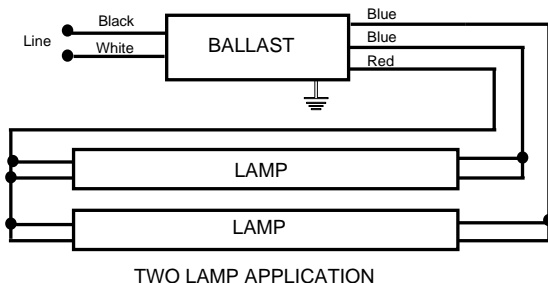 Black
Blue
Line
White
BALLAST
Blue
Red
LAMP
LAMP
TWO LAMP APPLICATION